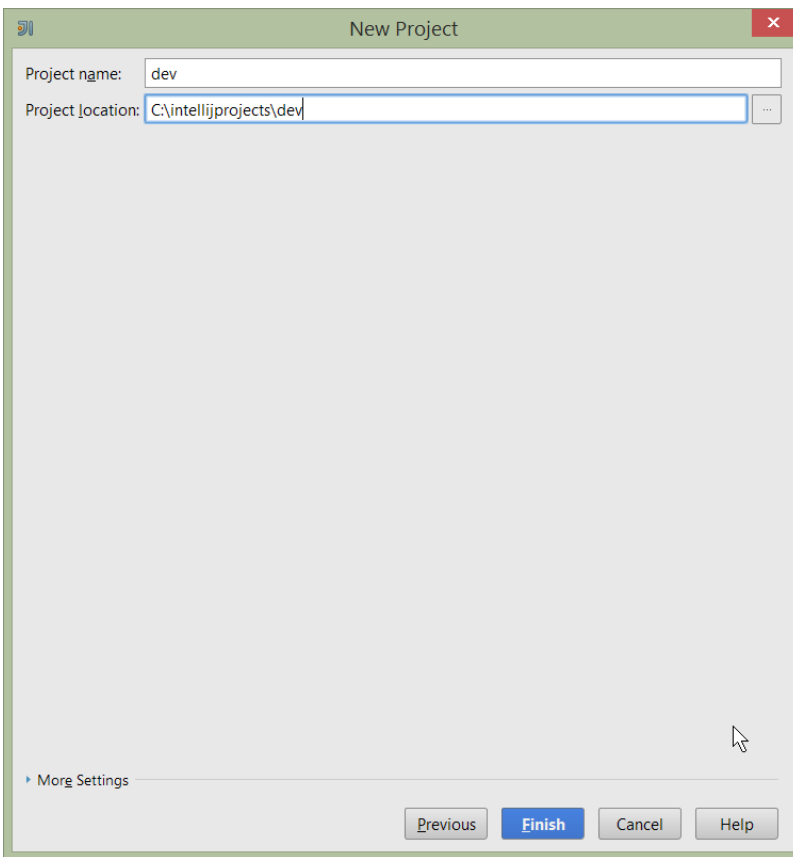 New Project
Project name: dev
Project location: C:\intellijprojects\dev ...
More Settings
Previous Finish Cancel Help